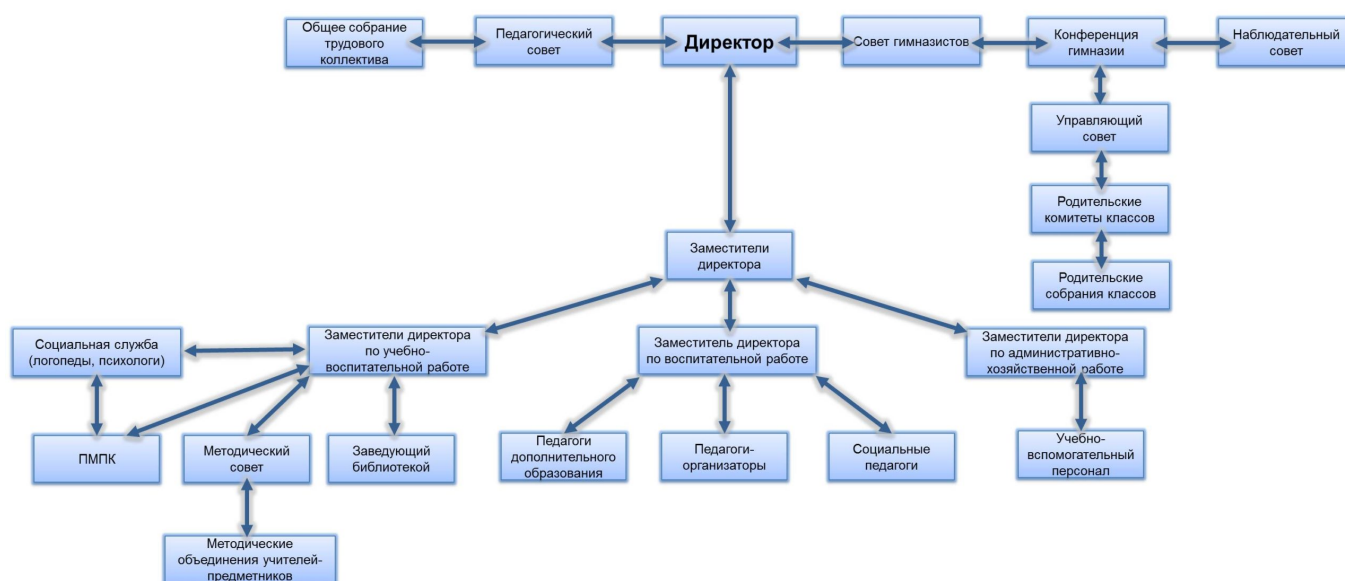 Общее собрание
трудового
коллектива
Педагогический
совет
Директор
Совет гимназистов
Конференция
гимназии
Наблюдательный
совет
Управляющий
совет
Родительские
комитеты классов
Родительские
собрания классов
Заместители
директора
Социальная служба
(логопеды, психологи)
Заместители директора
по учебно-
воспитательной работе
Заместитель директора
по воспитательной работе
Заместители директора
по административно-
хозяйственной работе
ПМПК
Методический
совет
Заведующий
библиотекой
Педагоги
дополнительного
образования
Педагоги-
организаторы
Социальные
педагоги
Учебно-
вспомогательный
персонал
Методические
объединения учителей-
предметников